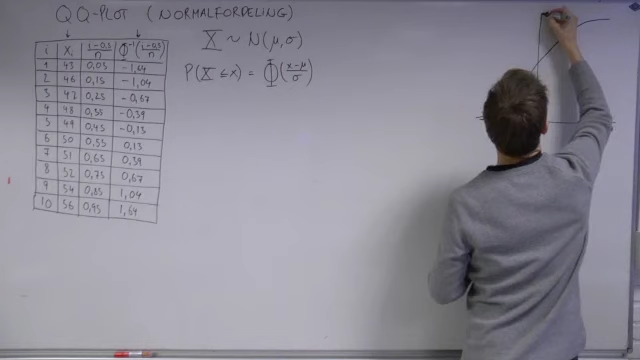 QQ-PLOT (NORMALFORDELING)
i xᵢ (i-0,5)/n Φ⁻¹((i-0,5)/n)
1 43 0,05 -1,64
2 46 0,15 -1,04
3 47 0,25 -0,67
4 48 0,35 -0,39
5 49 0,45 -0,13
6 50 0,55 0,13
7 51 0,65 0,39
8 52 0,75 0,67
9 54 0,85 1,04
10 56 0,95 1,64
X ~ N(μ,σ)
P(X ≤ x) = Φ((x-μ)/σ)